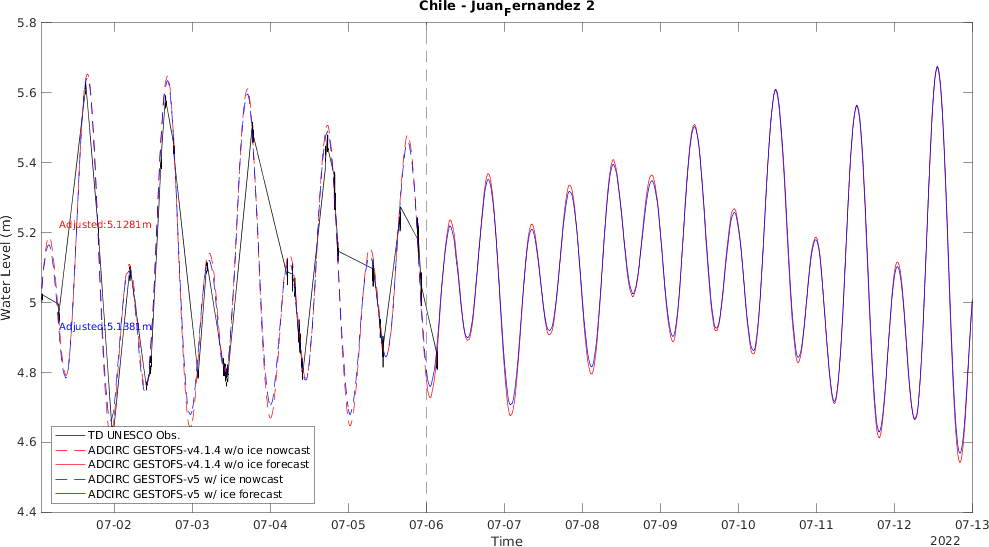 Chile - Juan_Fernandez 2
Water Level (m)
5.8
5.6
5.4
5.2
5
4.8
4.6
4.4
Adjusted:5.1281m
Adjusted:5.1381m
TD UNESCO Obs.
ADCIRC GESTOFS-v4.1.4 w/o ice nowcast
ADCIRC GESTOFS-v4.1.4 w/o ice forecast
ADCIRC GESTOFS-v5 w/ ice nowcast
ADCIRC GESTOFS-v5 w/ ice forecast
07-02 07-03 07-04 07-05 07-06 07-07 07-08 07-09 07-10 07-11 07-12 07-13
Time
2022